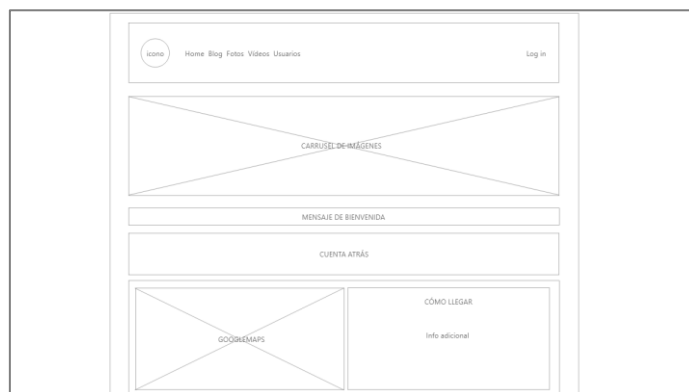 icono
Home Blog Fotos Vídeos Usuarios
Log in
CARRUSEL DE IMÁGENES
MENSAJE DE BIENVENIDA
CUENTA ATRÁS
GOOGLEMAPS
CÓMO LLEGAR
Info adicional